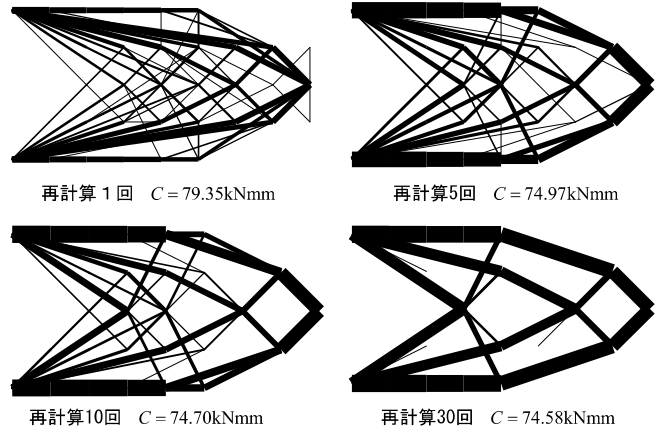 再計算１回 C = 79.35kNmm
再計算5回 C = 74.97kNmm
再計算10回 C = 74.70kNmm
再計算30回 C = 74.58kNmm